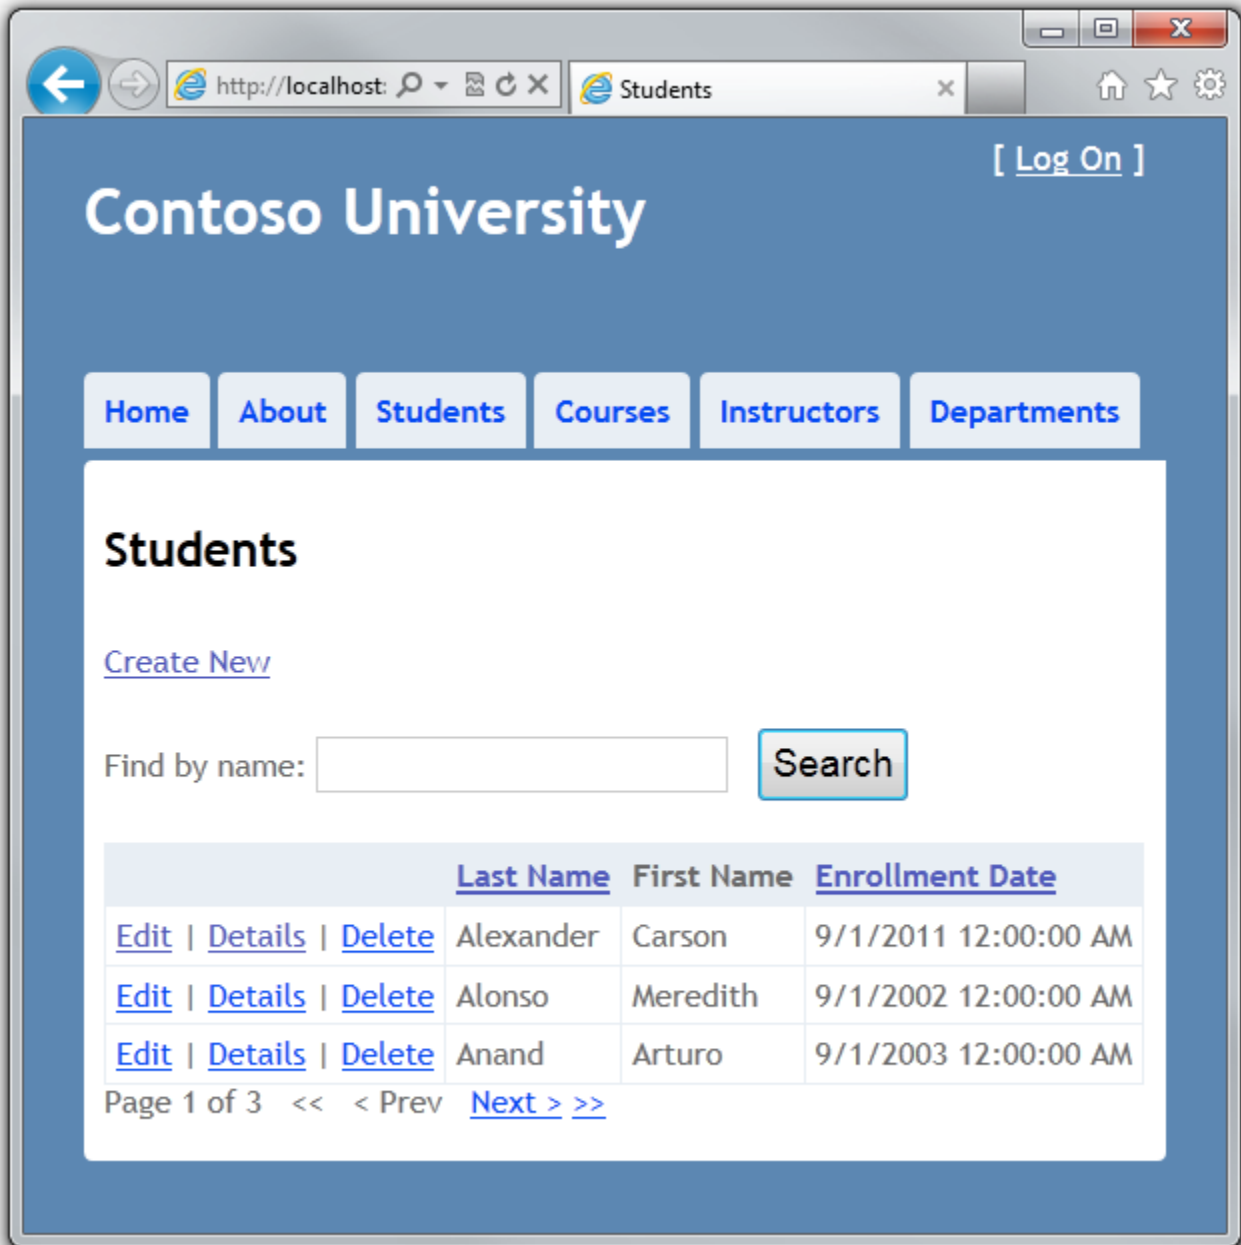 http://localhost:
Students
[ Log On ]
Contoso University
Home About Students Courses Instructors Departments
Students
Create New
Find by name: Search
Last Name First Name Enrollment Date
Edit | Details | Delete Alexander Carson 9/1/2011 12:00:00 AM
Edit | Details | Delete Alonso Meredith 9/1/2002 12:00:00 AM
Edit | Details | Delete Anand Arturo 9/1/2003 12:00:00 AM
Page 1 of 3 << < Prev Next > >>